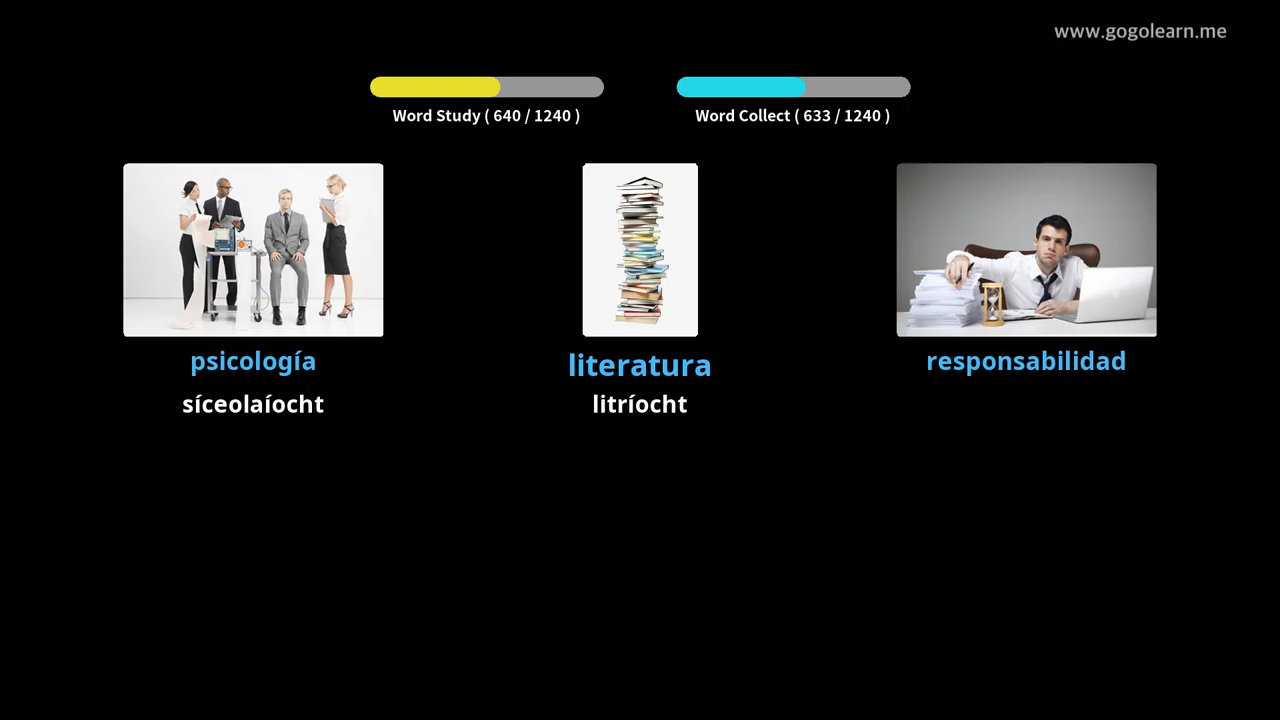 www.gogolearn.me
Word Study ( 640 / 1240 )
Word Collect ( 633 / 1240 )
psicología
literatura
responsabilidad
síceolaíocht
litríocht